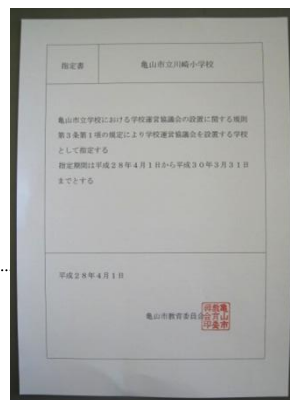 指定書
亀山市立川崎小学校
亀山市立学校における学校運営協議会の設置に関する規則
第3条第1項の規定により学校運営協議会を設置する学校
として指定する
指定期間は平成28年4月1日から平成30年3月31日
までとする
平成28年4月1日
亀山市教育委員会
...